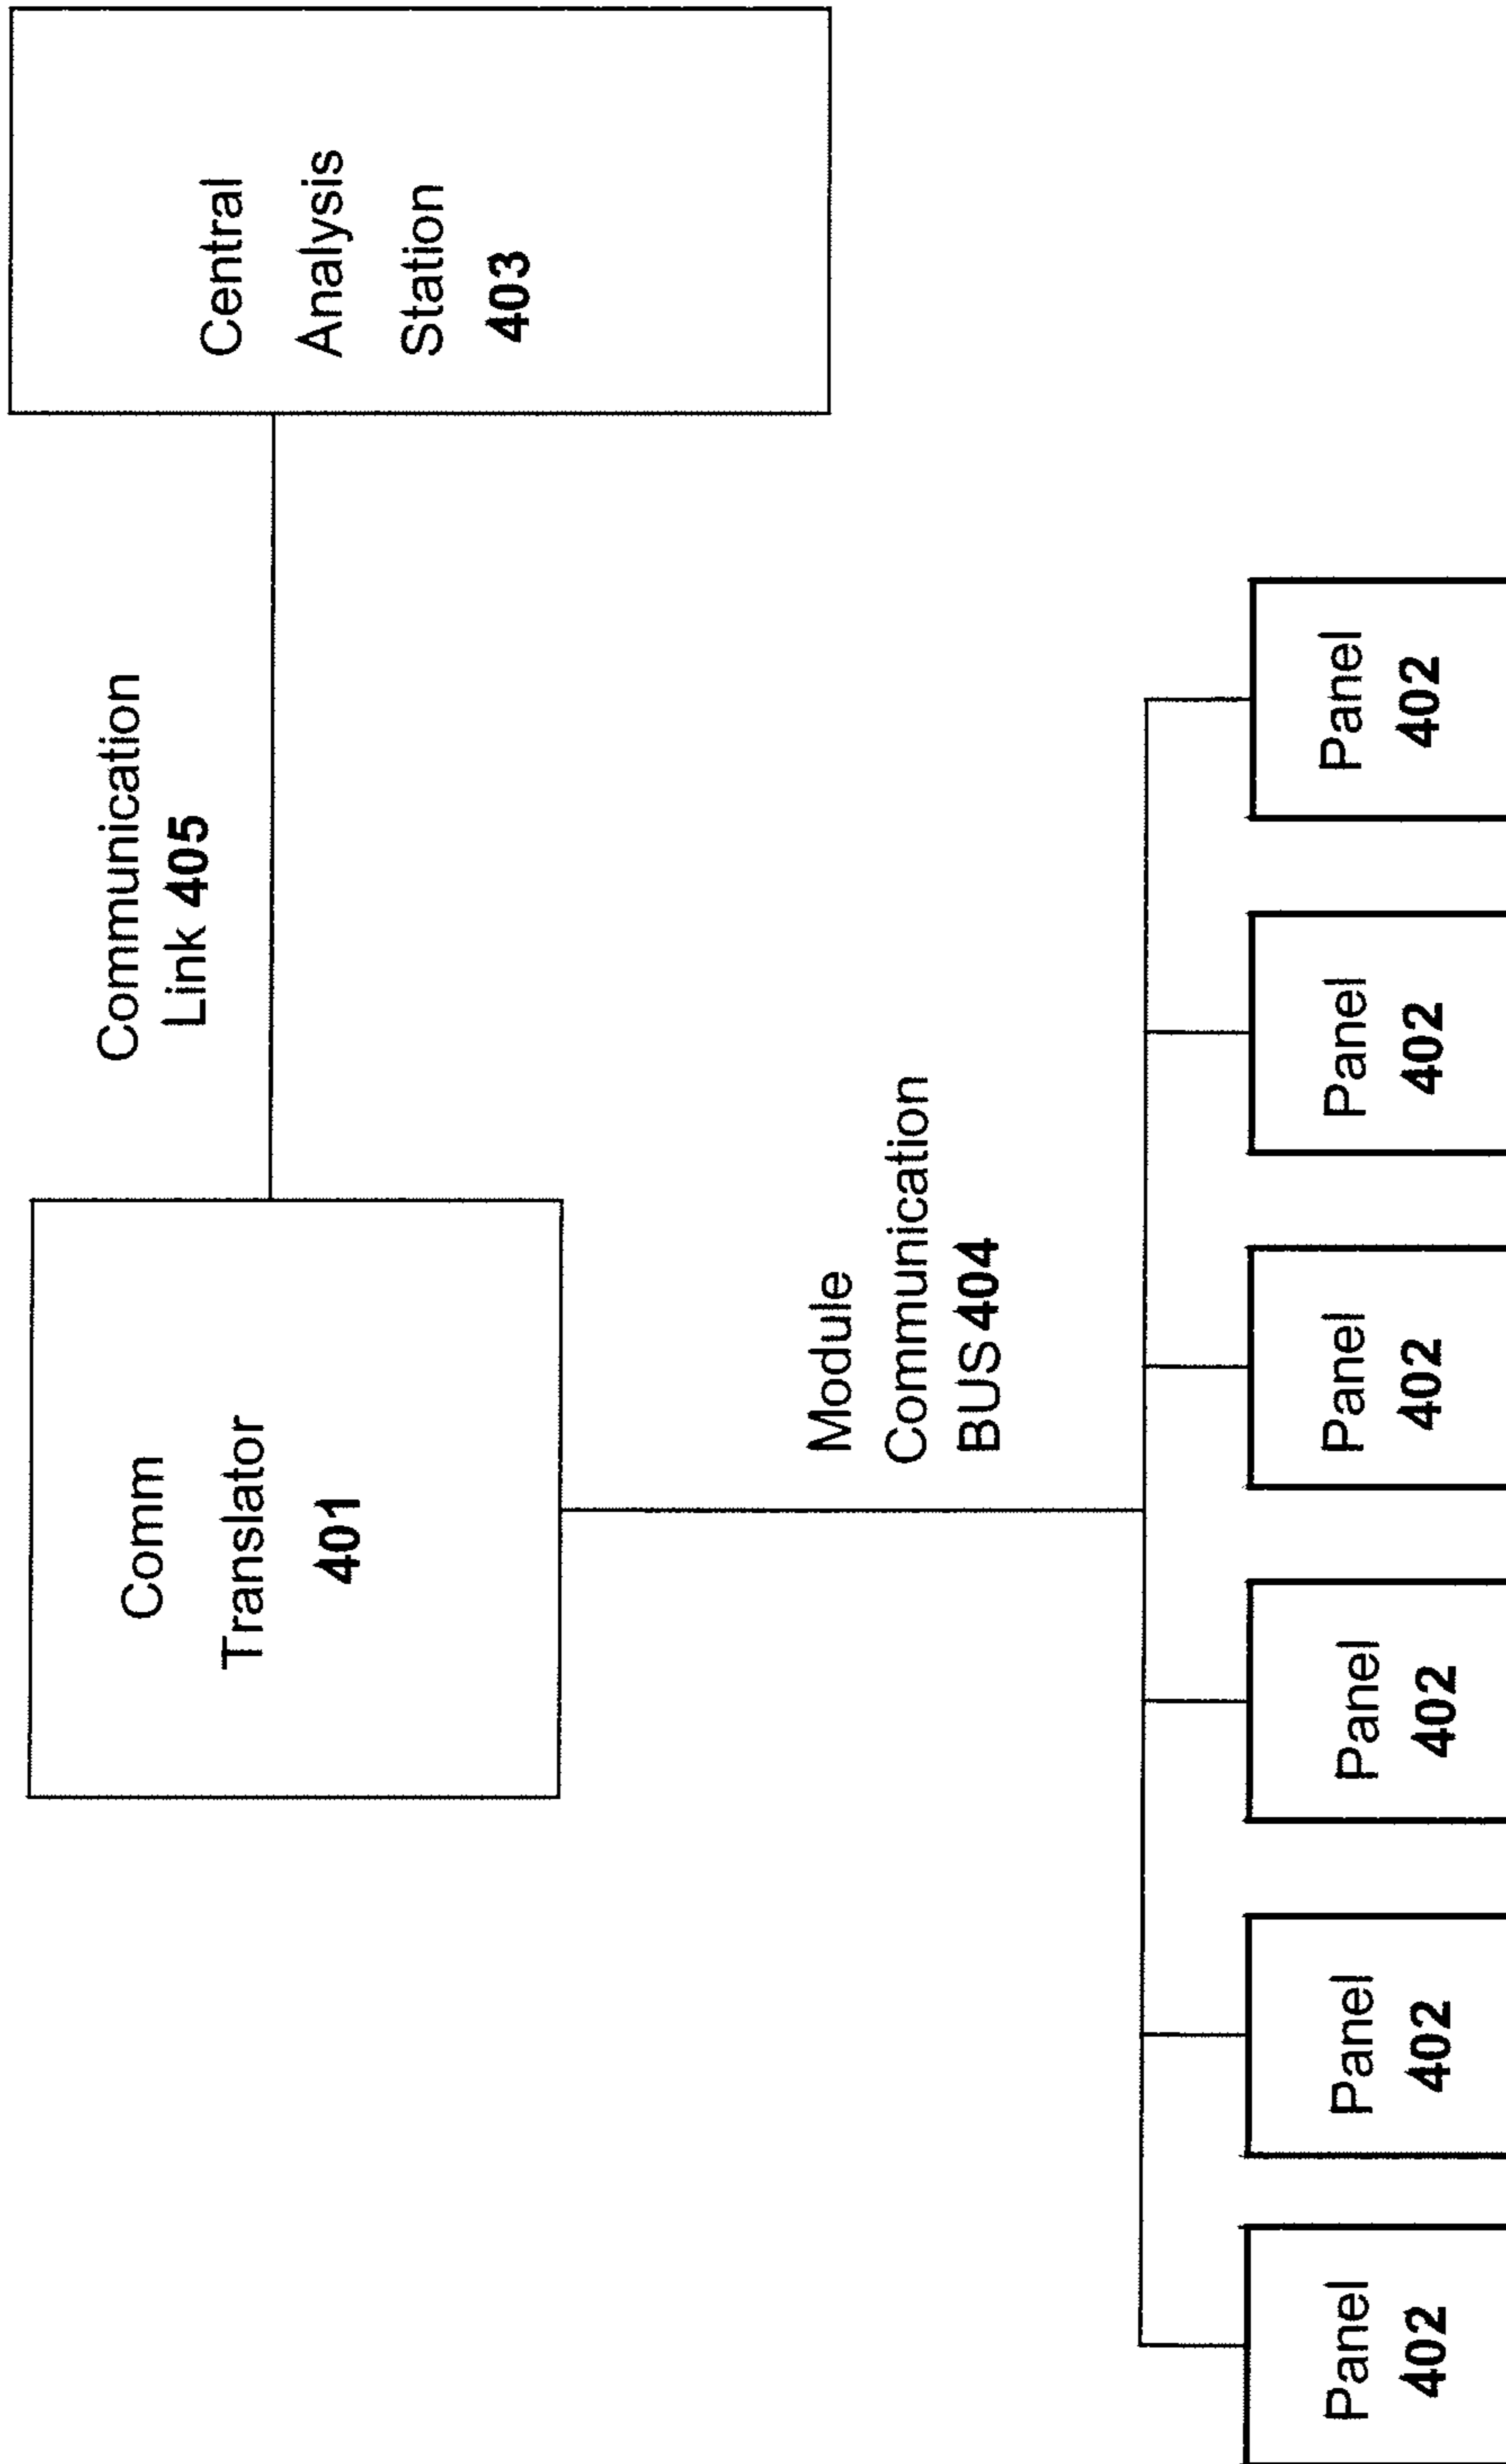 Comm
Translator
401
Communication
Link 405
Central
Analysis
Station
403
Module
Communication
BUS 404
Panel
402
Panel
402
Panel
402
Panel
402
Panel
402
Panel
402